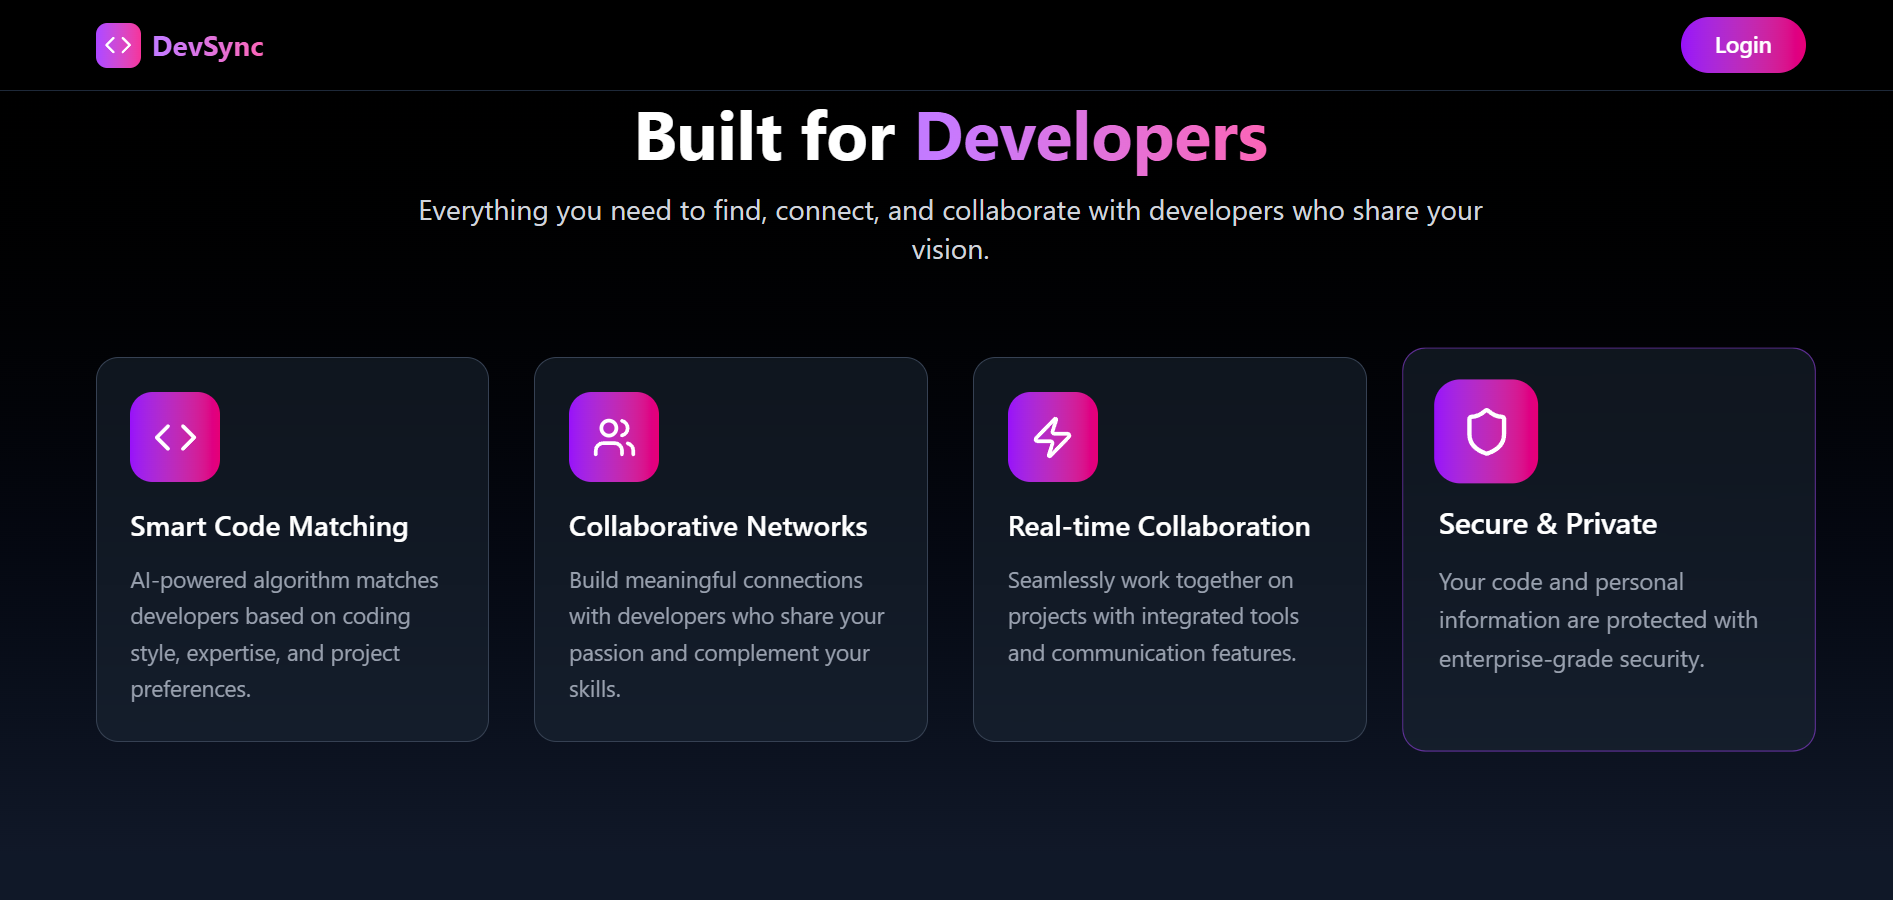 DevSync
Login
Built for Developers
Everything you need to find, connect, and collaborate with developers who share your
vision.
Smart Code Matching
AI-powered algorithm matches
developers based on coding
style, expertise, and project
preferences.
Collaborative Networks
Build meaningful connections
with developers who share your
passion and complement your
skills.
Real-time Collaboration
Seamlessly work together on
projects with integrated tools
and communication features.
Secure & Private
Your code and personal
information are protected with
enterprise-grade security.